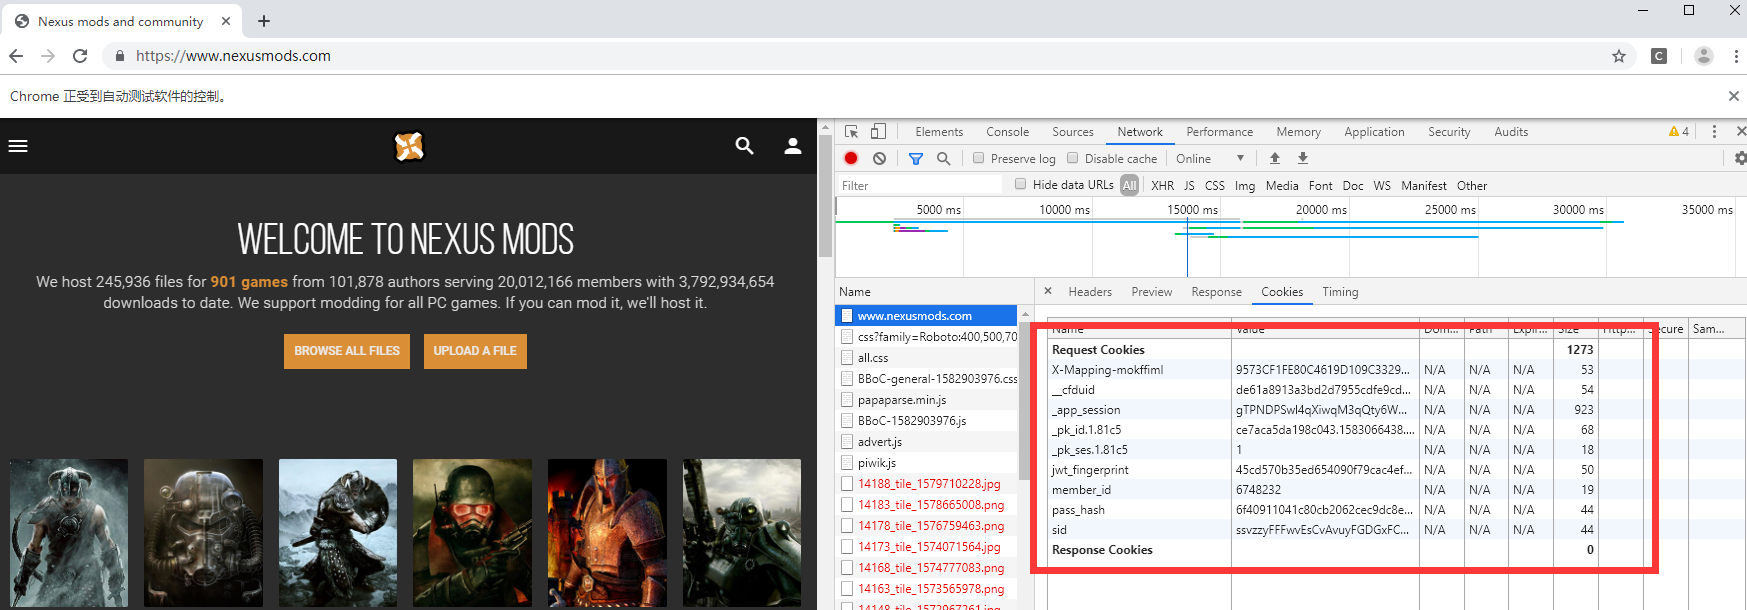 Nexus mods and community
https://www.nexusmods.com
C
Chrome 正受到自动测试软件的控制。
WELCOME TO NEXUS MODS
We host 245,936 files for 901 games from 101,878 authors serving 20,012,166 members with 3,792,934,654
downloads to date. We support modding for all PC games. If you can mod it, we'll host it.
BROWSE ALL FILES UPLOAD A FILE
Elements Console Sources Network Performance Memory Application Security Audits 4
Preserve log Disable cache Online
Filter Hide data URLs All XHR JS CSS Img Media Font Doc WS Manifest Other
5000 ms 10000 ms 15000 ms 20000 ms 25000 ms 30000 ms 35000 ms
Name
www.nexusmods.com
css?family=Roboto:400,500,70
all.css
BBoC-general-1582903976.css
papaparse.min.js
BBoC-1582903976.js
advert.js
piwik.js
14188_tile_1579710228.jpg
14183_tile_1578665008.png
14178_tile_1576759463.png
14173_tile_1574071564.jpg
14168_tile_1574777083.png
14163_tile_1573565978.png
14148_tile_1572967261.jpg
Headers Preview Response Cookies Timing
Name Value Dom... Path Expir... Size Http... Secure Sam...
Request Cookies 1273
X-Mapping-mokffiml 9573CF1FE80C4619D109C3329... N/A N/A N/A 53
__cfduid de61a8913a3bd2d7955cdfe9cd... N/A N/A N/A 54
_app_session gTPNDPSwI4qXiwqM3qQty6W... N/A N/A N/A 923
_pk_id.1.81c5 ce7aca5da198c043.1583066438.... N/A N/A N/A 68
_pk_ses.1.81c5 1 N/A N/A N/A 18
jwt_fingerprint 45cd570b35ed654090f79cac4ef... N/A N/A N/A 50
member_id 6748232 N/A N/A N/A 19
pass_hash 6f40911041c80cb2062cec9dc8e... N/A N/A N/A 44
sid ssvzzyFFFwvEsCvAvuyFGDGxFC... N/A N/A N/A 44
Response Cookies 0